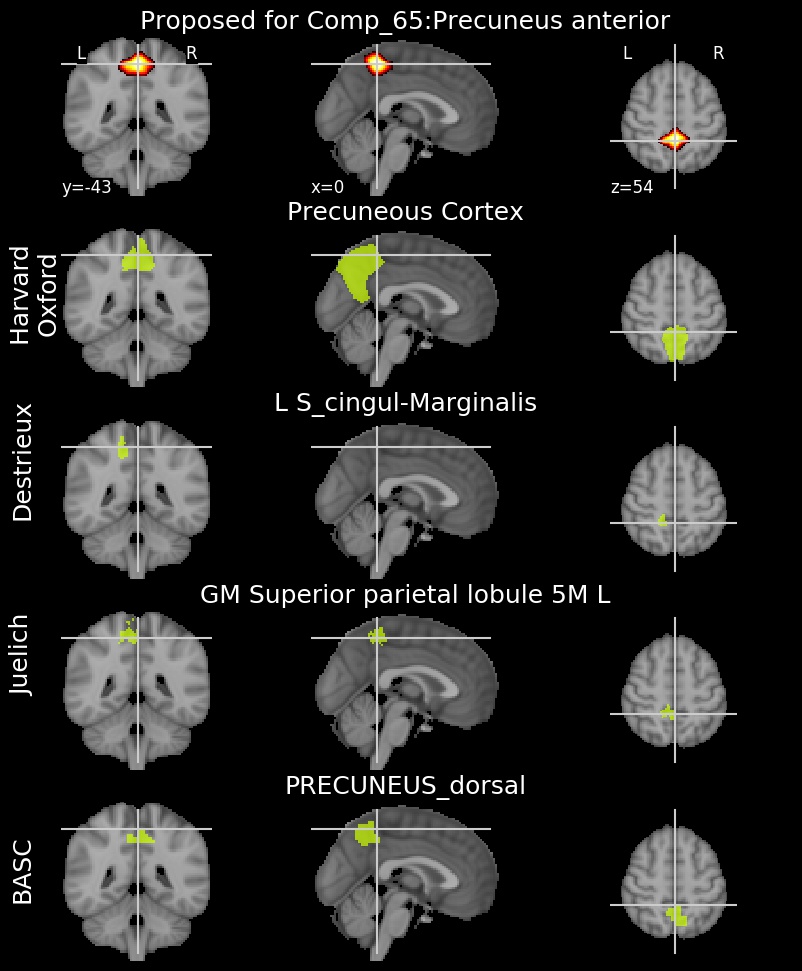 Proposed for Comp_65:Precuneus anterior
L R
L R
y=-43
x=0
z=54
Precuneous Cortex
Harvard
Oxford
L S_cingul-Marginalis
Destrieux
GM Superior parietal lobule 5M L
Juelich
PRECUNEUS_dorsal
BASC